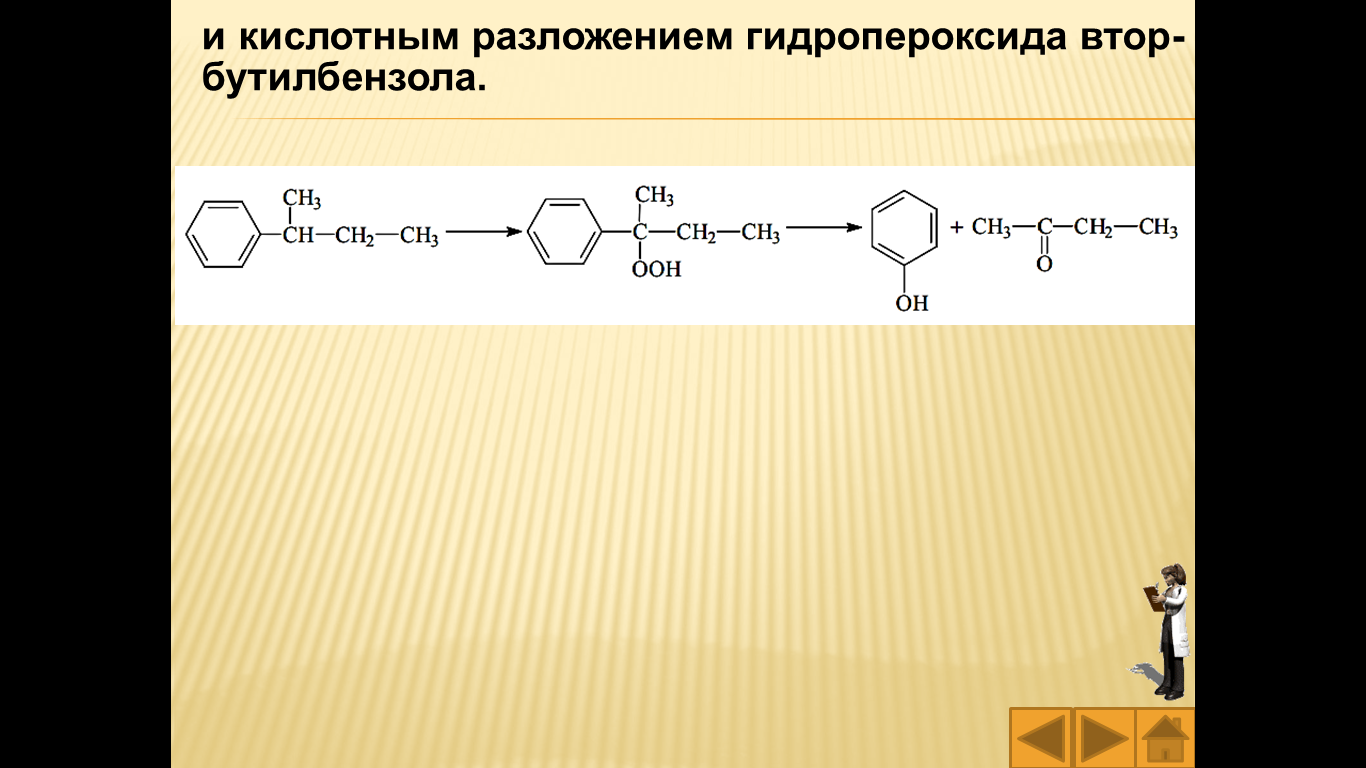 и кислотным разложением гидропероксида втор-
бутилбензола.
CH₃
CH—CH₂—CH₃
CH₃
C—CH₂—CH₃
OOH
OH
+ CH₃—C—CH₂—CH₃
O